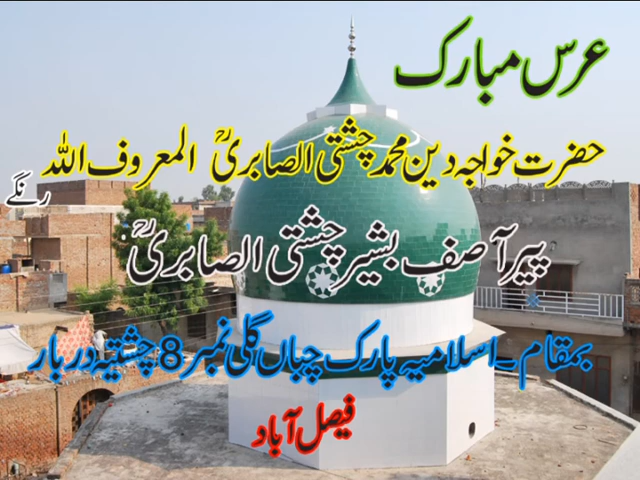 عرس مبارک
حضرت خواجہ دین محمد چشتی الصابریؒ المعروف اللہ
رنگے
پیر آصف بشیر چشتی الصابریؒ
بمقام۔اسلامیہ پارک چباں گلی نمبر 8 چشتیہ دربار
فیصل آباد